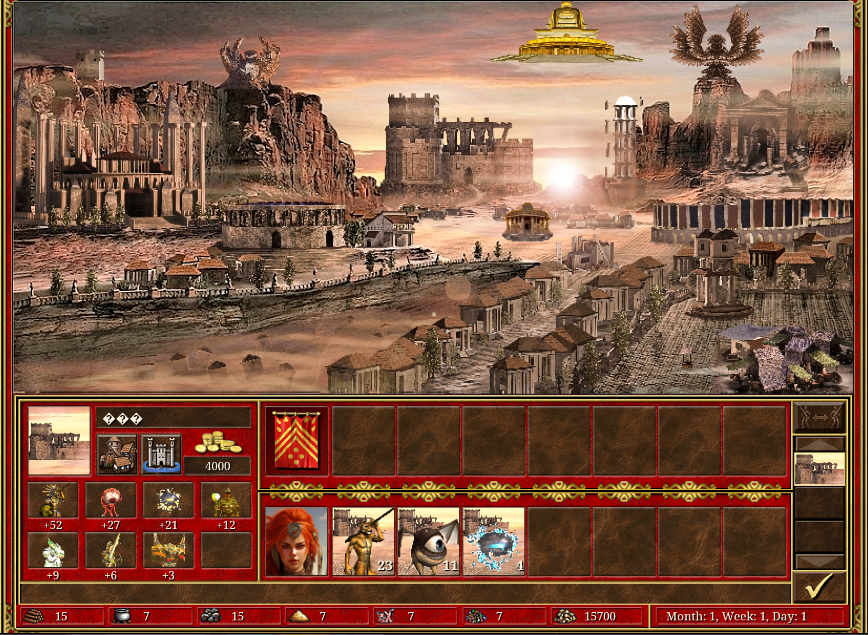 ���
4000
+52 +27 +21 +12
23 11 4
+9 +6 +3
15 7 15 7 7 7 15700 Month: 1, Week: 1, Day: 1